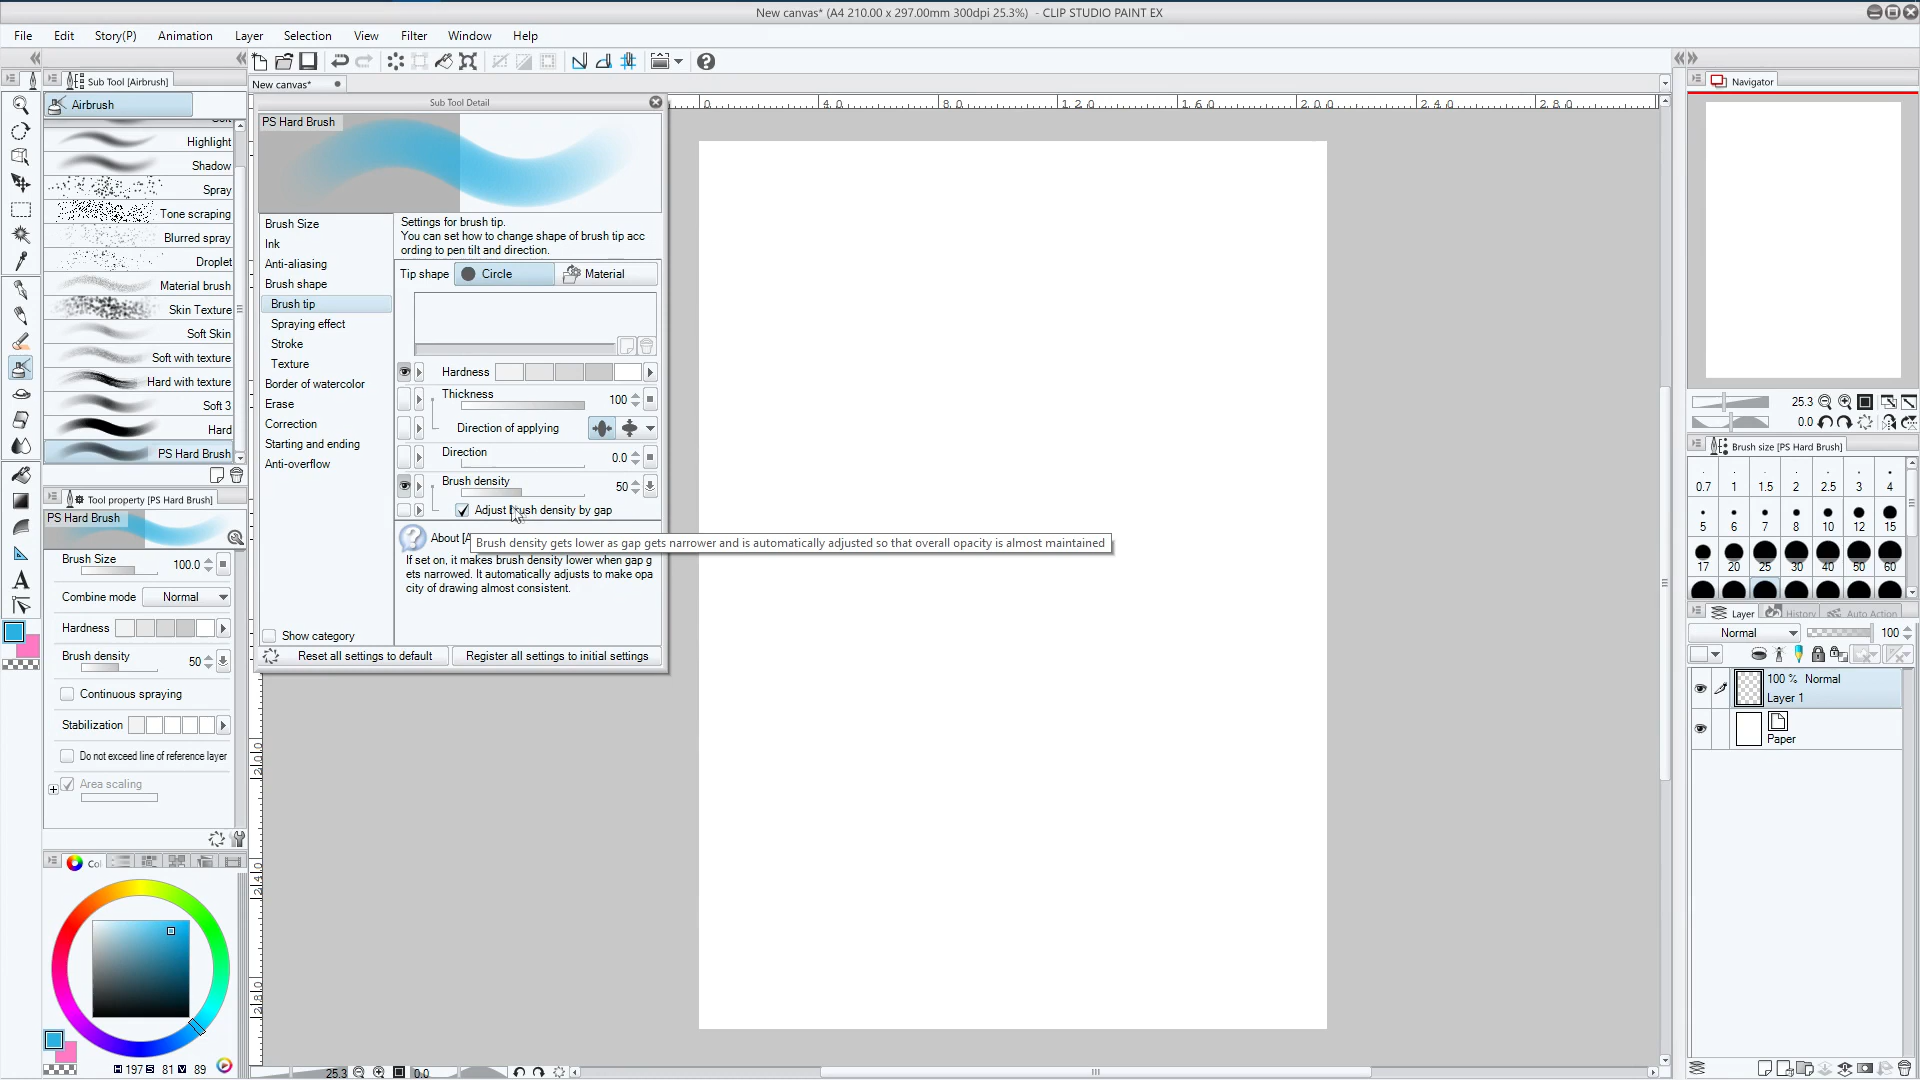 New canvas* (A4 210.00 x 297.00mm 300dpi 25.3%)  - CLIP STUDIO PAINT EX
File Edit Story(P) Animation Layer Selection View Filter Window Help
Sub Tool [Airbrush]
Airbrush
Highlight
Shadow
Spray
Tone scraping
Blurred spray
Droplet
Material brush
Skin Texture
Soft Skin
Soft with texture
Hard with texture
Soft 3
Hard
PS Hard Brush
Tool property [PS Hard Brush]
PS Hard Brush
Brush Size 100.0
Combine mode Normal
Hardness
Brush density 50
Continuous spraying
Stabilization
Do not exceed line of reference layer
Area scaling
Col
H 197 S 81 V 89
New canvas*
Sub Tool Detail
PS Hard Brush
Brush Size
Ink
Anti-aliasing
Brush shape
Brush tip
Spraying effect
Stroke
Texture
Border of watercolor
Erase
Correction
Starting and ending
Anti-overflow
Show category
Settings for brush tip.
You can set how to change shape of brush tip acc
ording to pen tilt and direction.
Tip shape Circle Material
Hardness
Thickness 100
Direction of applying
Direction 0.0
Brush density 50
Adjust brush density by gap
About [A
Brush density gets lower as gap gets narrower and is automatically adjusted so that overall opacity is almost maintained
If set on, it makes brush density lower when gap g
ets narrowed. It automatically adjusts to make opa
city of drawing almost consistent.
Reset all settings to default Register all settings to initial settings
0 40 80 120 160 200 240 280
25.3 0.0
Navigator
25.3
0.0
Brush size [PS Hard Brush]
0.7 1 1.5 2 2.5 3 4
5 6 7 8 10 12 15
17 20 25 30 40 50 60
Layer History Auto Action
Normal 100
100 % Normal
Layer 1
Paper